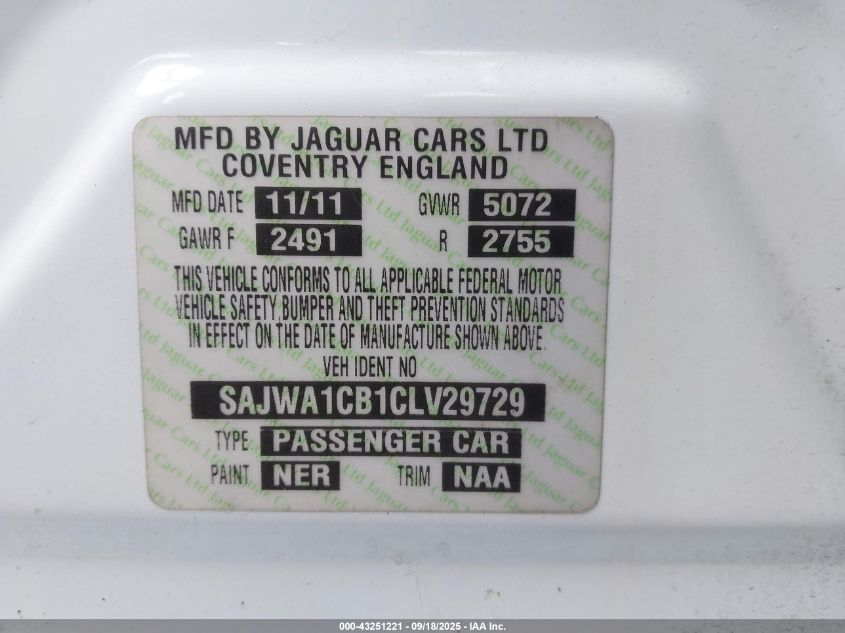 MFD BY JAGUAR CARS LTD
COVENTRY ENGLAND
MFD DATE 11/11 GVWR 5072
GAWR F 2491 R 2755
THIS VEHICLE CONFORMS TO ALL APPLICABLE FEDERAL MOTOR
VEHICLE SAFETY, BUMPER AND THEFT PREVENTION STANDARDS
IN EFFECT ON THE DATE OF MANUFACTURE SHOWN ABOVE.
VEH IDENT NO
SAJWA1CB1CLV29729
TYPE PASSENGER CAR
PAINT NER TRIM NAA
000-43251221 - 09/18/2025 - IAA Inc.